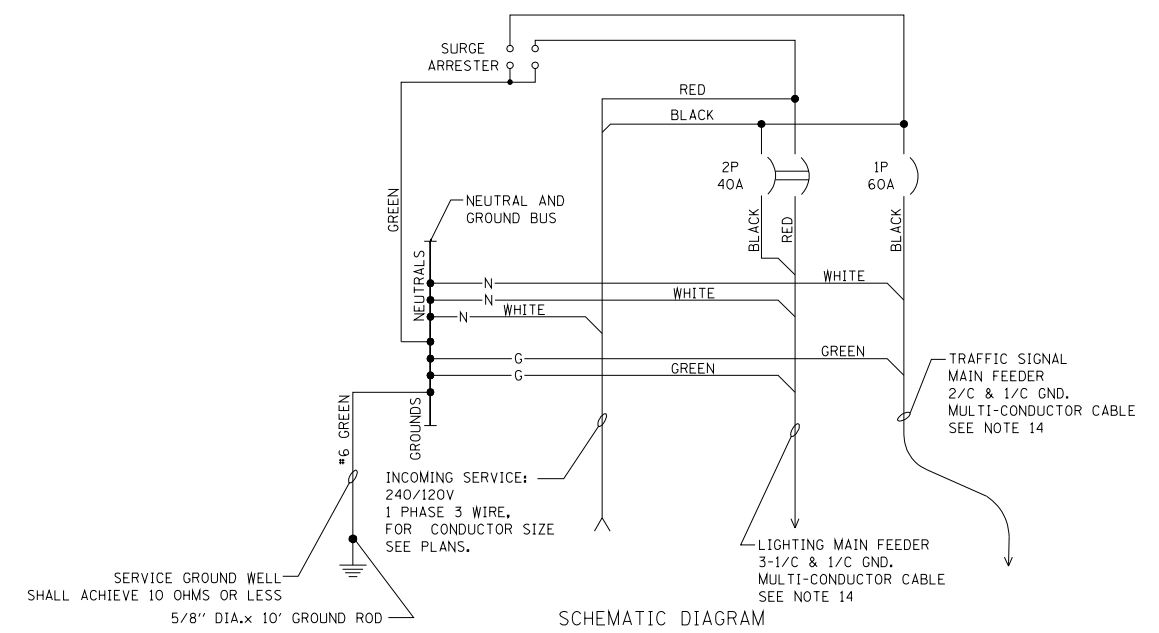 SURGE
ARRESTER
RED
BLACK
2P
40A
1P
60A
GREEN
NEUTRAL AND
GROUND BUS
BLACK
RED
BLACK
NEUTRALS
N
WHITE
N
WHITE
N
WHITE
G
GREEN
G
GREEN
TRAFFIC SIGNAL
MAIN FEEDER
2/C & 1/C GND.
MULTI-CONDUCTOR CABLE
SEE NOTE 14
#6 GREEN
GROUNDS
INCOMING SERVICE:
240/120V
1 PHASE 3 WIRE,
FOR CONDUCTOR SIZE
SEE PLANS.
LIGHTING MAIN FEEDER
3-1/C & 1/C GND.
MULTI-CONDUCTOR CABLE
SEE NOTE 14
SERVICE GROUND WELL
SHALL ACHIEVE 10 OHMS OR LESS
5/8'' DIA.x 10' GROUND ROD
SCHEMATIC DIAGRAM